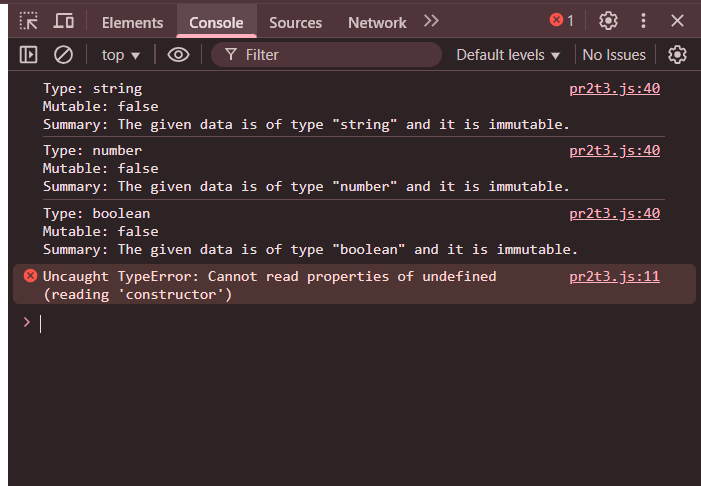 Elements Console Sources Network 1
top Filter Default levels No Issues
Type: string pr2t3.js:40
Mutable: false
Summary: The given data is of type "string" and it is immutable.
Type: number pr2t3.js:40
Mutable: false
Summary: The given data is of type "number" and it is immutable.
Type: boolean pr2t3.js:40
Mutable: false
Summary: The given data is of type "boolean" and it is immutable.
Uncaught TypeError: Cannot read properties of undefined pr2t3.js:11
(reading 'constructor')